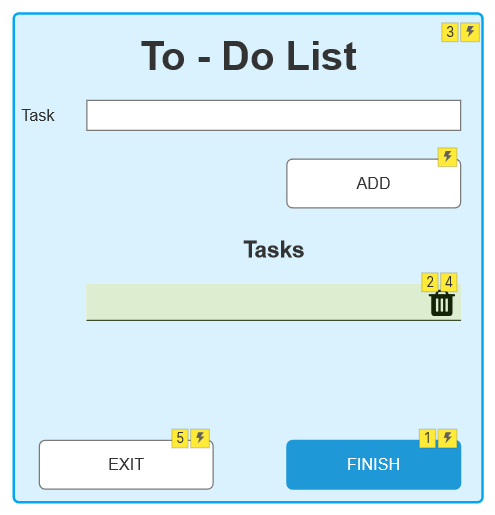 3
To - Do List
Task
ADD
Tasks
2 4
5
EXIT
1
FINISH